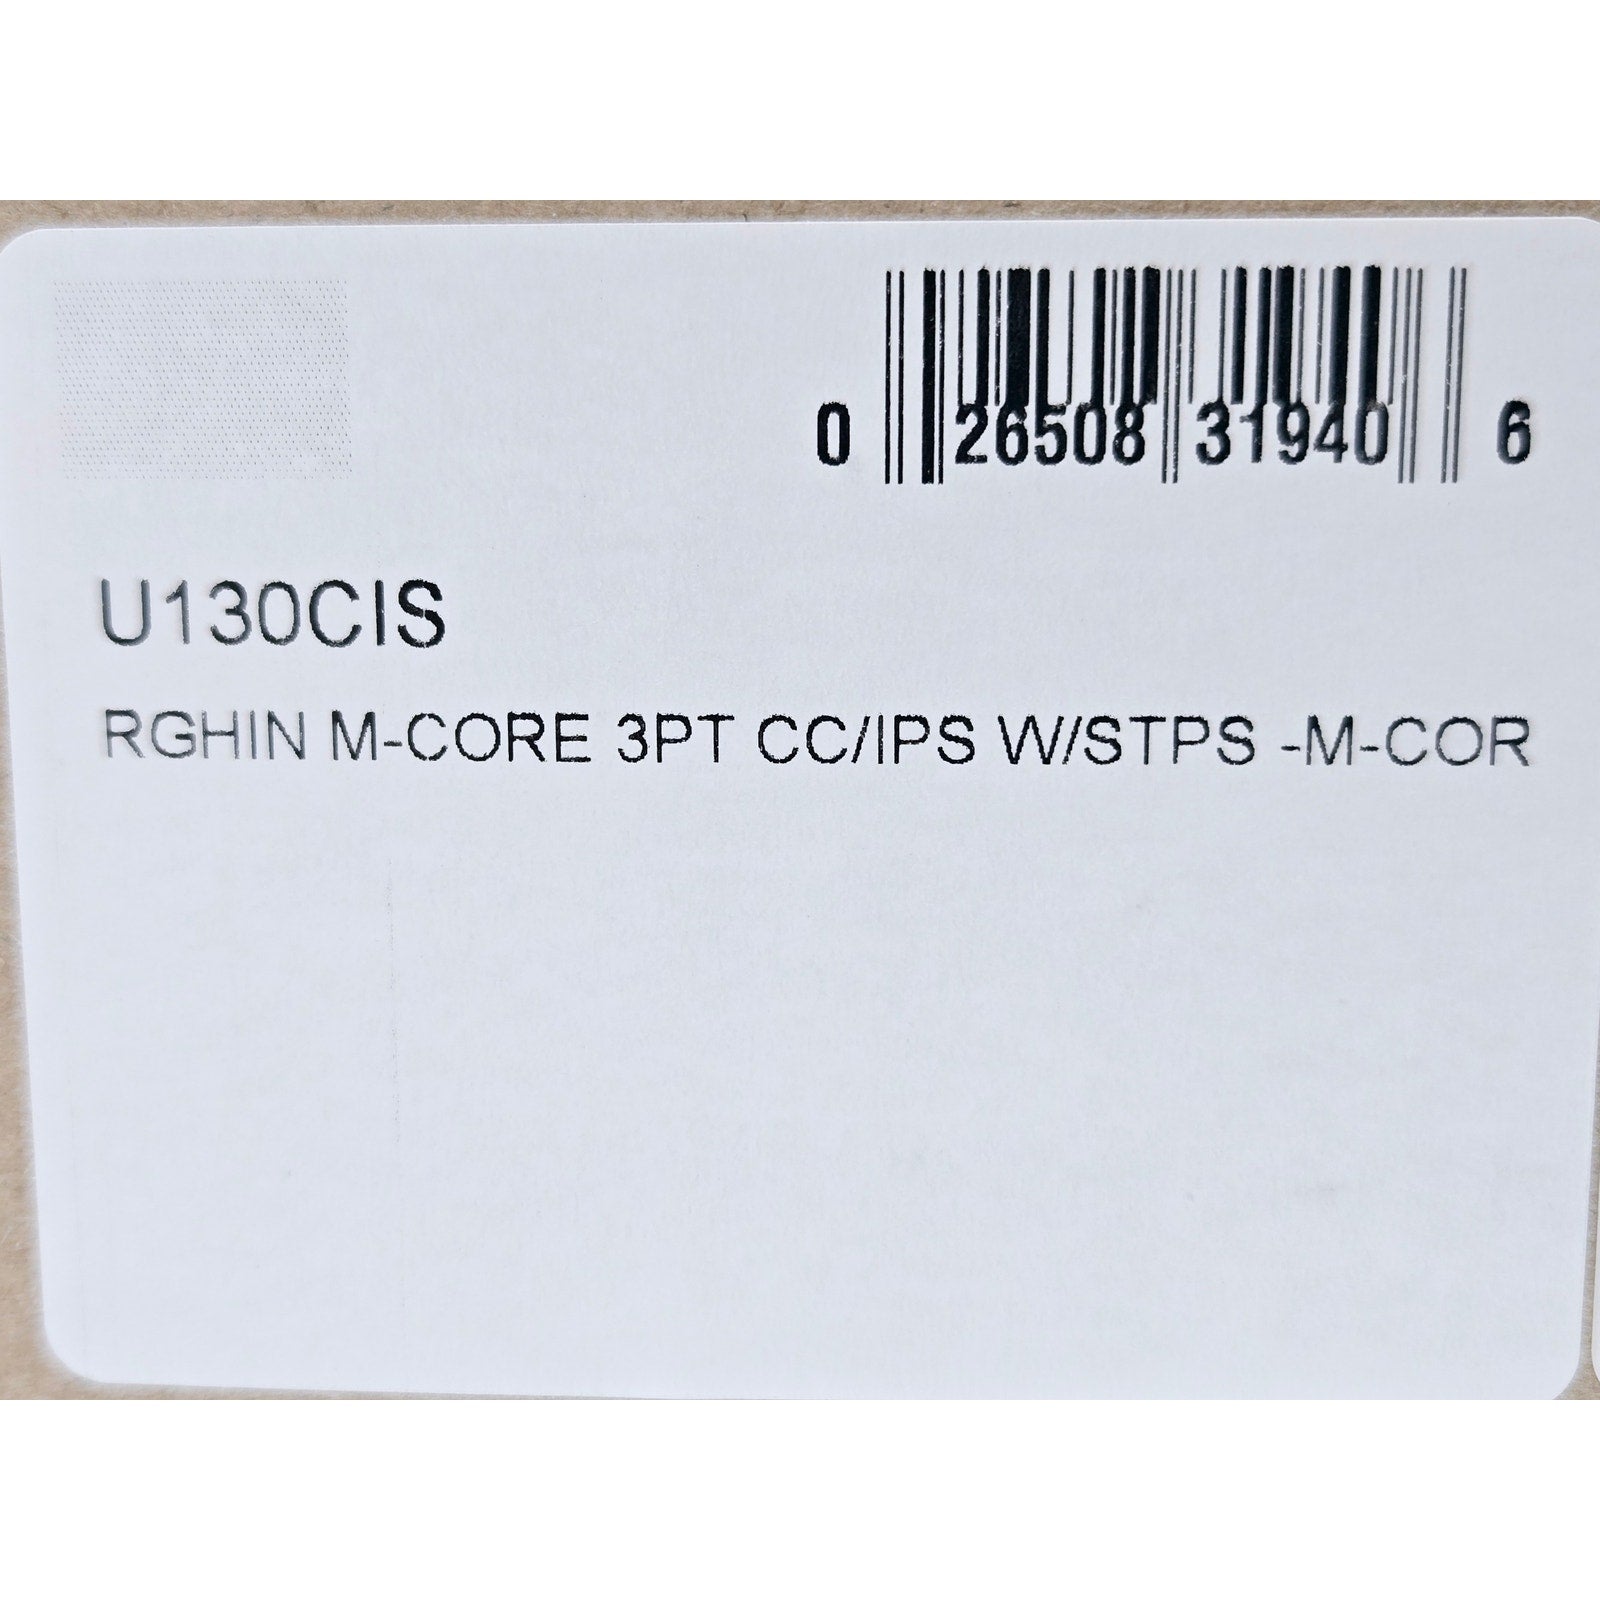 0 26508 31940 6
U130CIS
RGHIN M-CORE 3PT CC/IPS W/STPS -M-COR